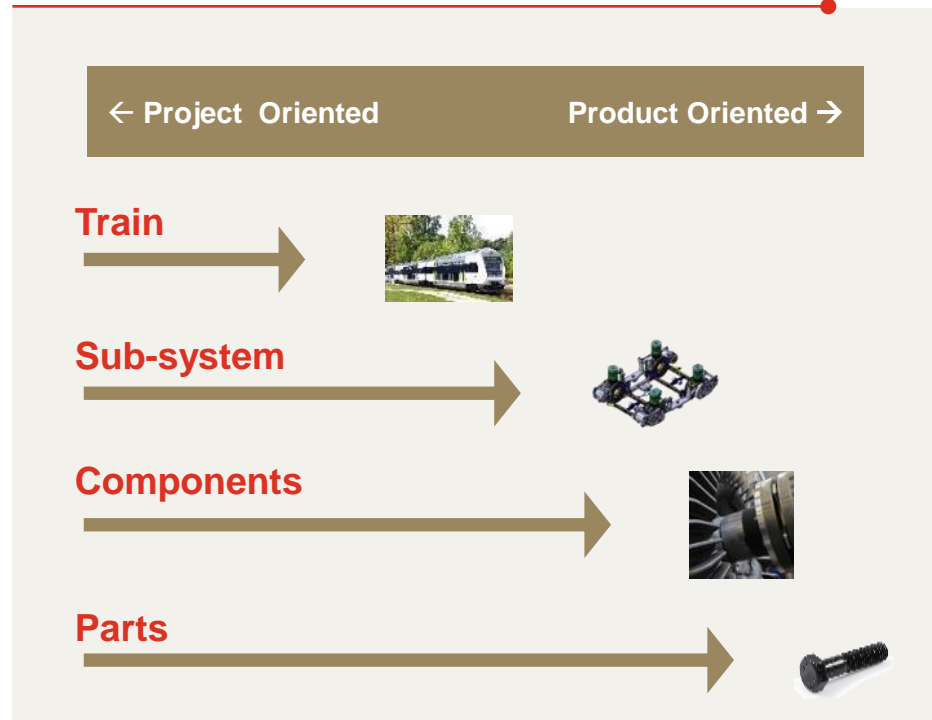 ← Project  Oriented
Product Oriented →
Train
Sub-system
Components
Parts